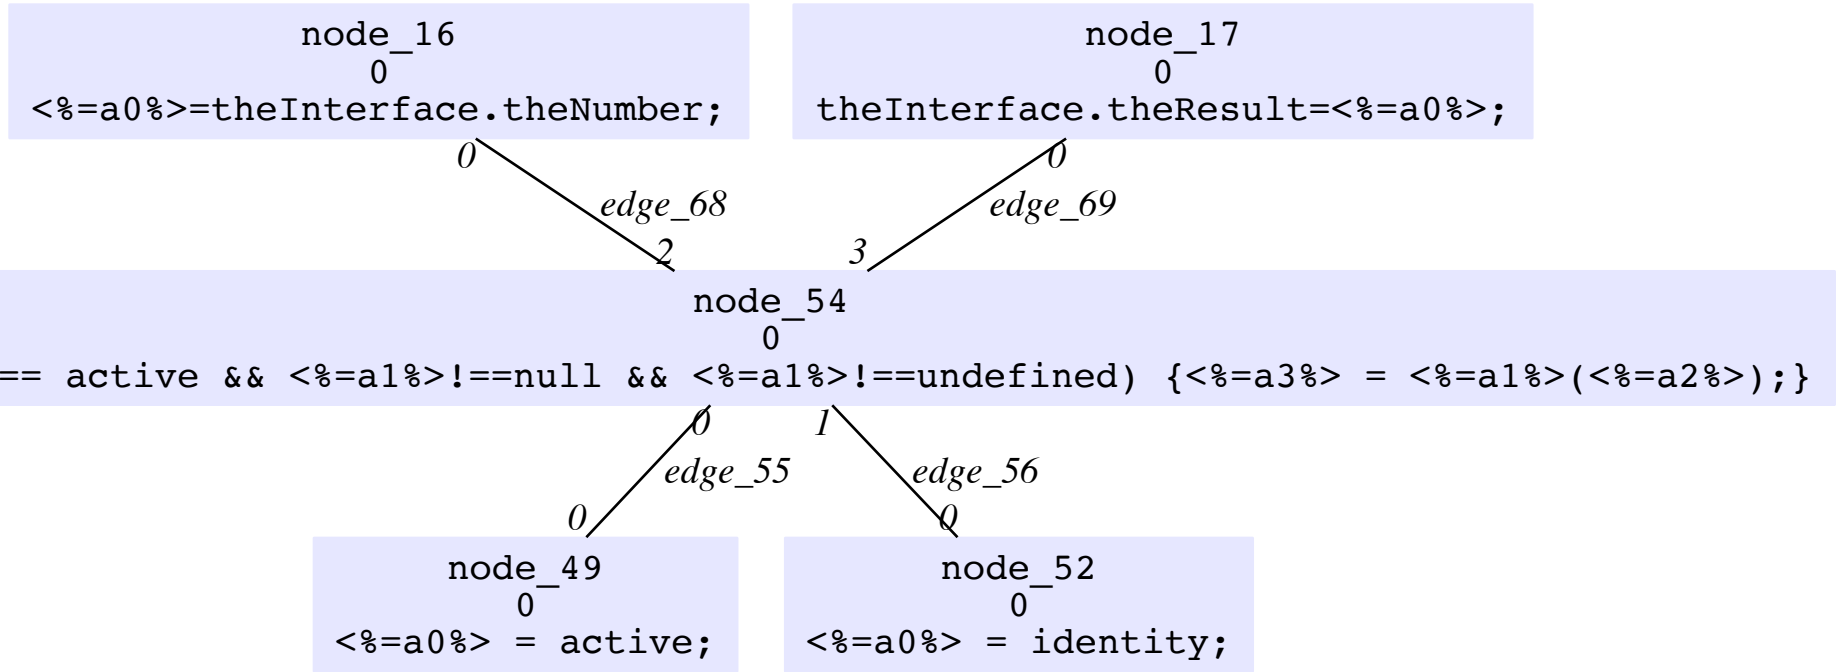 node_16
0
<%=a0%>=theInterface.theNumber;
node_17
0
theInterface.theResult=<%=a0%>;
0
0
edge_68
edge_69
2
3
node_54
0
== active && <%=a1%>!==null && <%=a1%>!==undefined) {<%=a3%> = <%=a1%>(<%=a2%>);}
0
1
edge_55
edge_56
0
0
node_49
0
<%=a0%> = active;
node_52
0
<%=a0%> = identity;